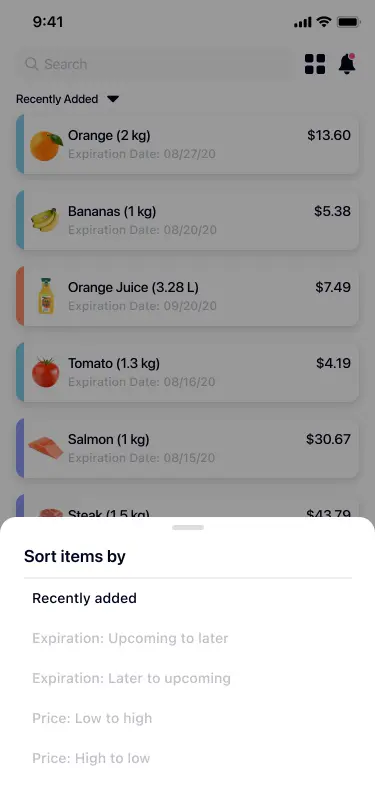 9:41
Search
Recently Added
Orange (2 kg) $13.60
Expiration Date: 08/27/20
Bananas (1 kg) $5.38
Expiration Date: 08/20/20
Orange Juice (3.28 L) $7.49
Expiration Date: 09/20/20
Tomato (1.3 kg) $4.19
Expiration Date: 08/16/20
Salmon (1 kg) $30.67
Expiration Date: 08/15/20
Steak (1.5 kg) $43.79
Sort items by
Recently added
Expiration: Upcoming to later
Expiration: Later to upcoming
Price: Low to high
Price: High to low